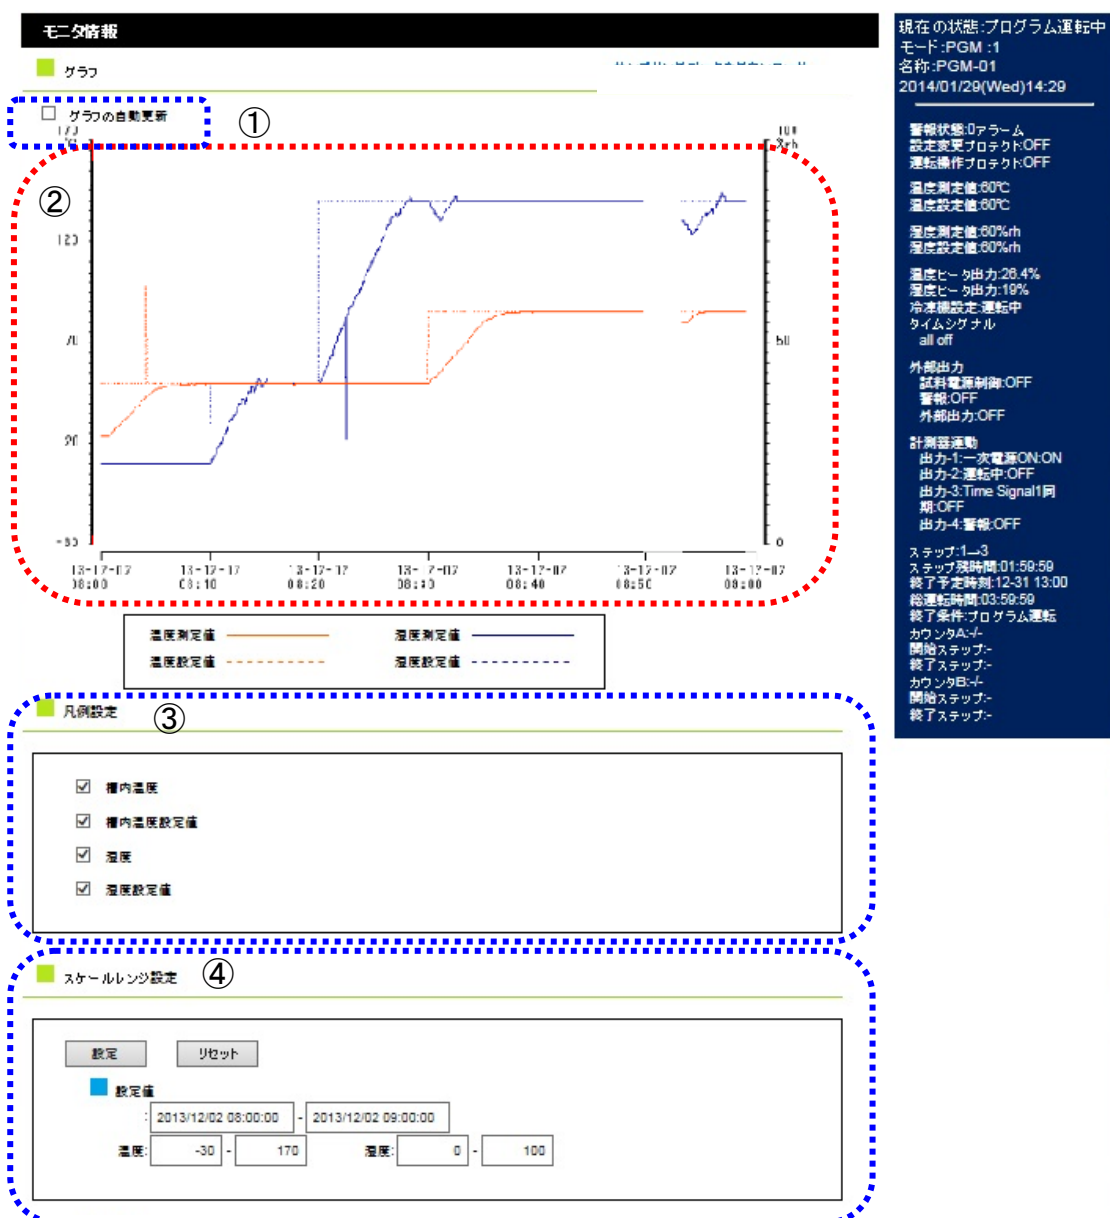 モニタ情報
グラフ
グラフの自動更新
①
②
170
100
%rh
120
70
50
20
-30
0
08:00
08:20
08:40
08:50
温度測定値
湿度測定値
温度設定値
湿度設定値
凡例設定
③
槽内温度
槽内温度設定値
湿度
湿度設定値
スケールレンジ設定
④
設定 リセット
設定値
: 2013/12/02 08:00:00 - 2013/12/02 09:00:00
温度: -30 - 170 湿度: 0 - 100
現在の状態:プログラム運転中
モード:PGM :1
名称:PGM-01
2014/01/29(Wed)14:29
警報状態:0アラーム
設定変更プロテクト:OFF
運転操作プロテクト:OFF
温度測定値:60℃
温度設定値:60℃
湿度測定値:60%rh
湿度設定値:60%rh
温度ヒータ出力:26.4%
湿度ヒータ出力:19%
冷凍機設定:運転中
タイムシグナル
all off
外部出力
試料電源制御:OFF
警報:OFF
外部出力:OFF
計測器連動
出力-1:一次電源ON:ON
出力-2:運転中:OFF
出力-3:Time Signal1同
期:OFF
出力-4:警報:OFF
ステップ:1→3
ステップ残時間:01:59:59
終了予定時刻:12-31 13:00
総運転時間:03:59:59
終了条件:プログラム運転
カウンタA:-/-
開始ステップ:-
終了ステップ:-
カウンタB:-/-
開始ステップ:-
終了ステップ:-